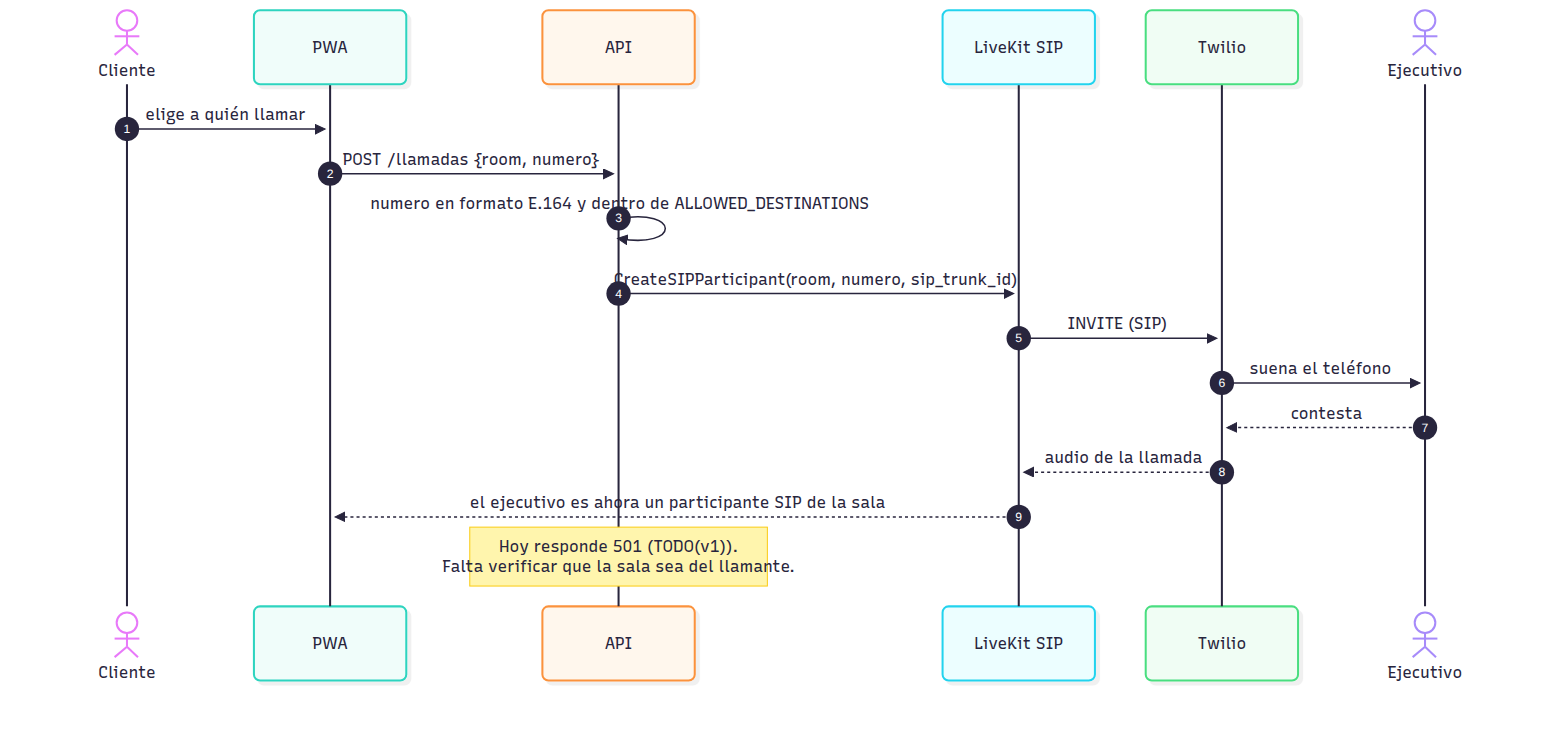 Cliente
PWA
API
LiveKit SIP
Twilio
Ejecutivo
elige a quién llamar
1
POST /llamadas {room, numero}
2
numero en formato E.164 y dentro de ALLOWED_DESTINATIONS
3
CreateSIPParticipant(room, numero, sip_trunk_id)
4
INVITE (SIP)
5
suena el teléfono
6
contesta
7
audio de la llamada
8
el ejecutivo es ahora un participante SIP de la sala
9
Hoy responde 501 (TODO(v1)).
Falta verificar que la sala sea del llamante.
Cliente
PWA
API
LiveKit SIP
Twilio
Ejecutivo